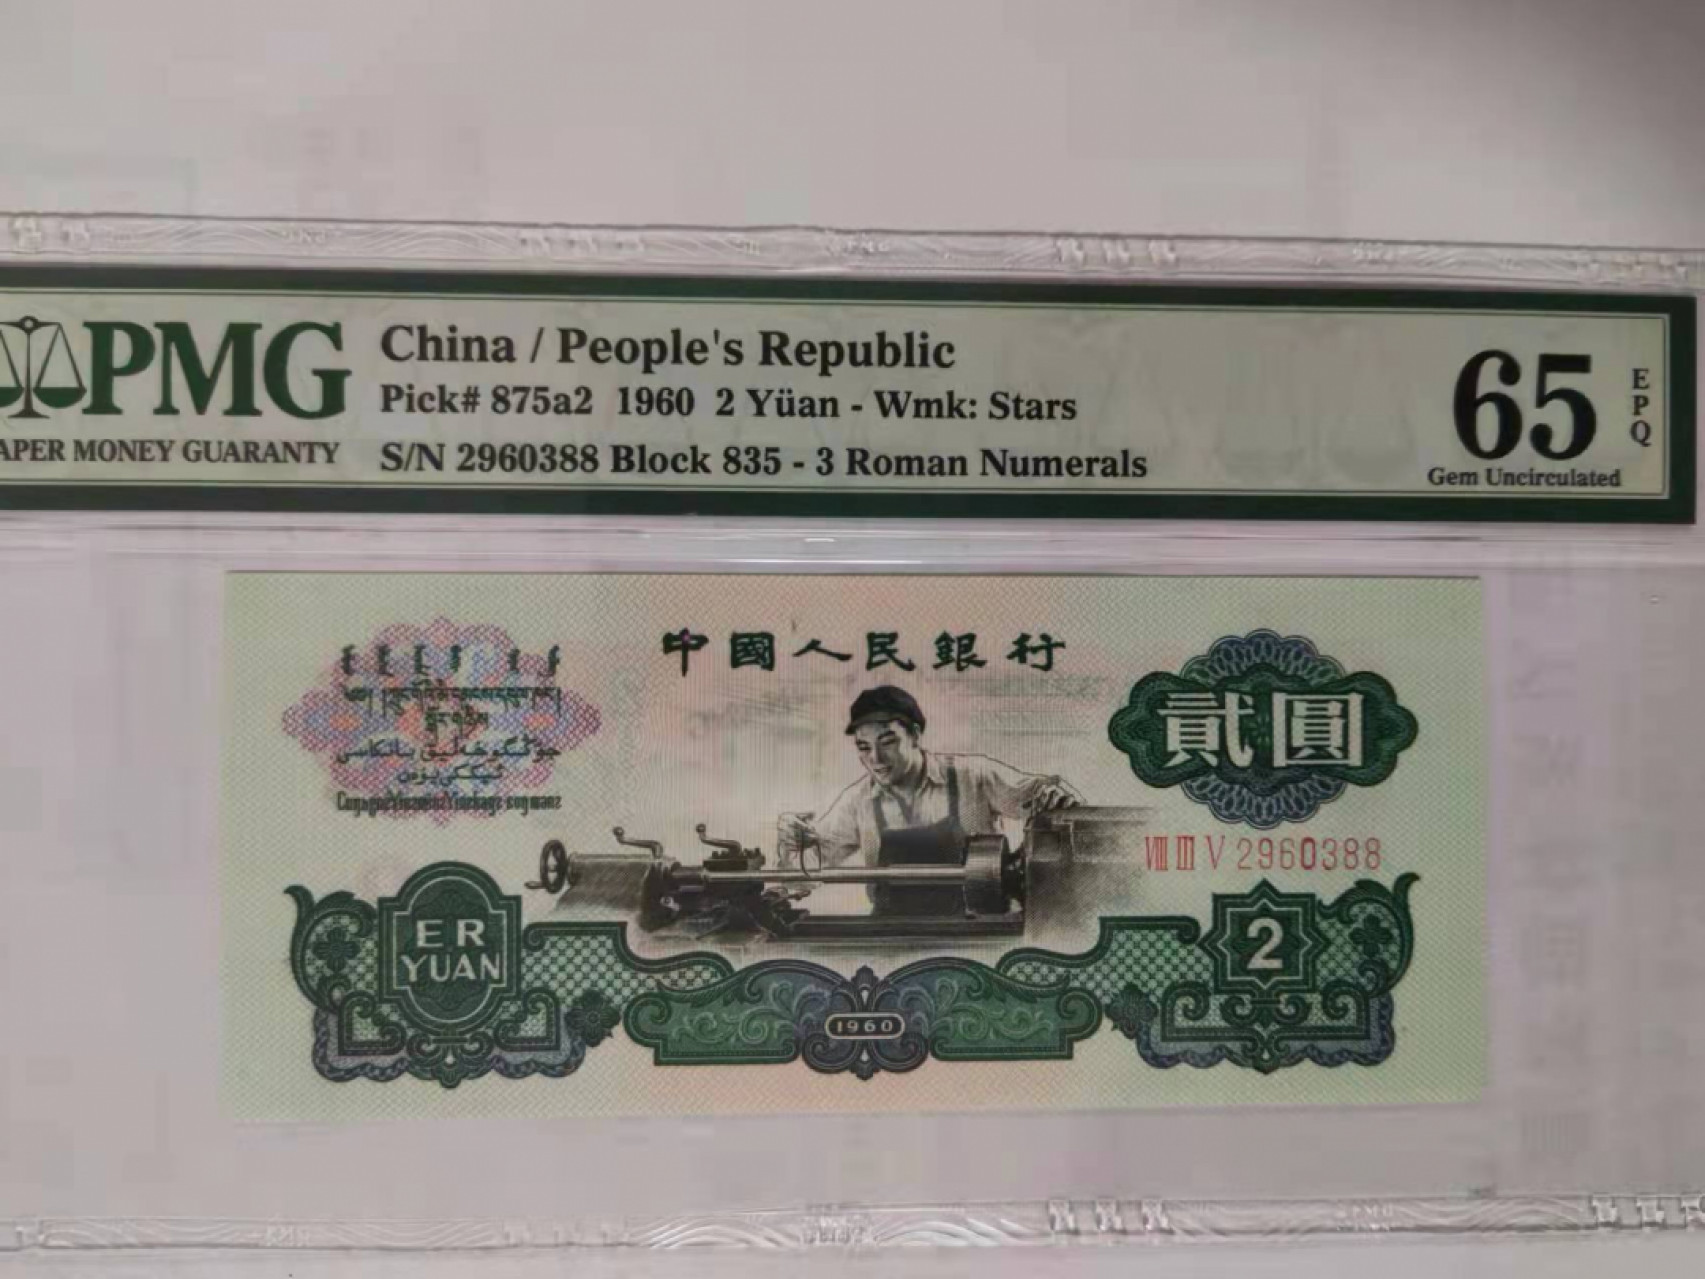 PMG
APER MONEY GUARANTY
China / People's Republic
Pick# 875a2 1960 2 Yüan - Wmk: Stars
S/N 2960388 Block 835 - 3 Roman Numerals
65
EPQ
Gem Uncirculated
中國人民銀行
貳圓
VIII III V 2960388
ER
YUAN
2
1960